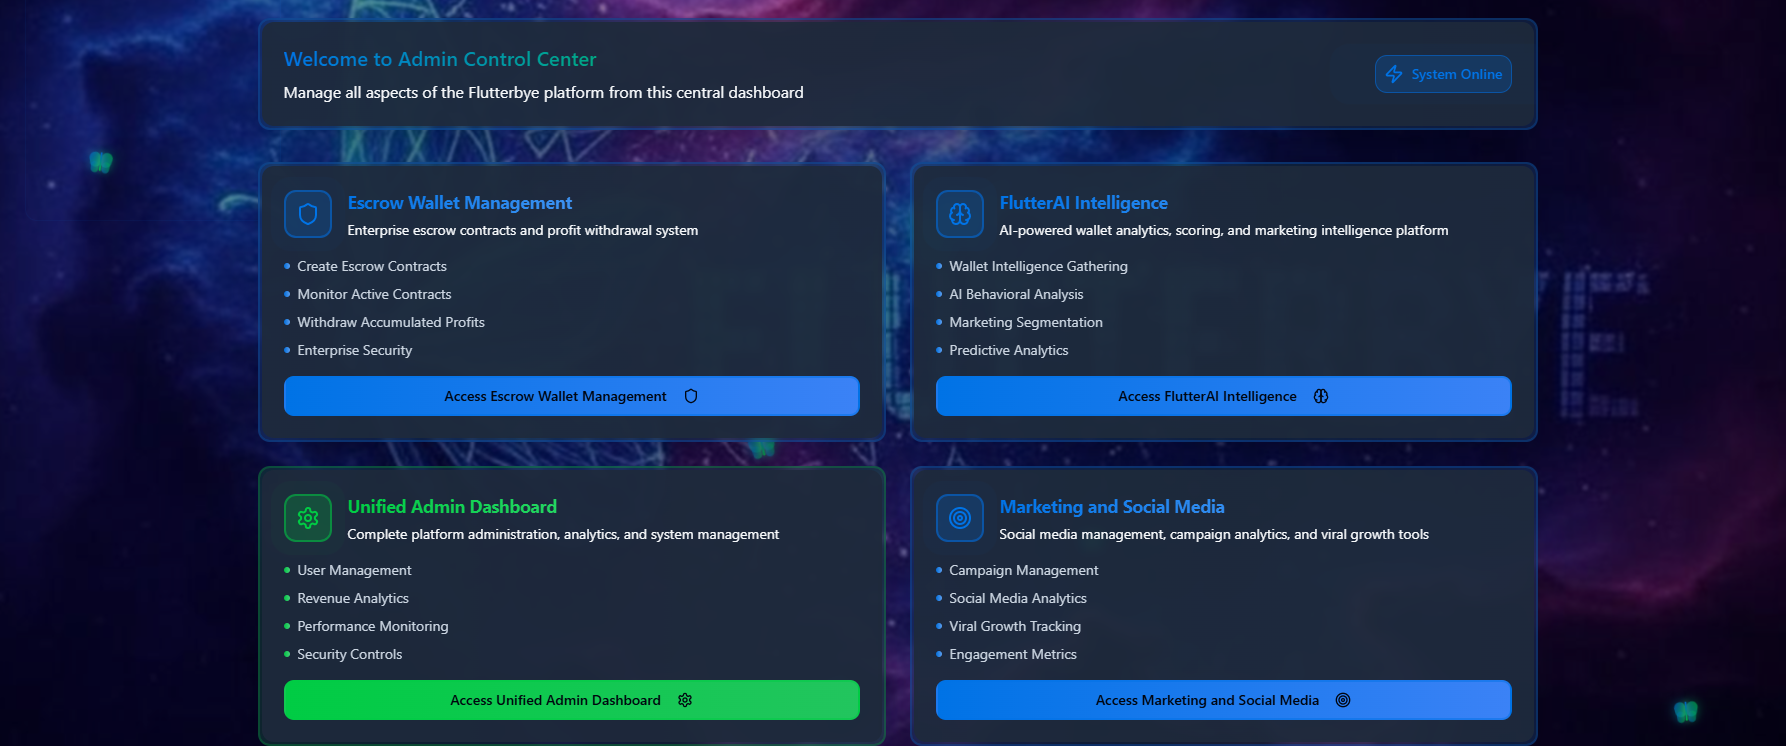 Welcome to Admin Control Center
Manage all aspects of the Flutterbye platform from this central dashboard
System Online
Escrow Wallet Management
Enterprise escrow contracts and profit withdrawal system
Create Escrow Contracts
Monitor Active Contracts
Withdraw Accumulated Profits
Enterprise Security
Access Escrow Wallet Management
FlutterAI Intelligence
AI-powered wallet analytics, scoring, and marketing intelligence platform
Wallet Intelligence Gathering
AI Behavioral Analysis
Marketing Segmentation
Predictive Analytics
Access FlutterAI Intelligence
Unified Admin Dashboard
Complete platform administration, analytics, and system management
User Management
Revenue Analytics
Performance Monitoring
Security Controls
Access Unified Admin Dashboard
Marketing and Social Media
Social media management, campaign analytics, and viral growth tools
Campaign Management
Social Media Analytics
Viral Growth Tracking
Engagement Metrics
Access Marketing and Social Media